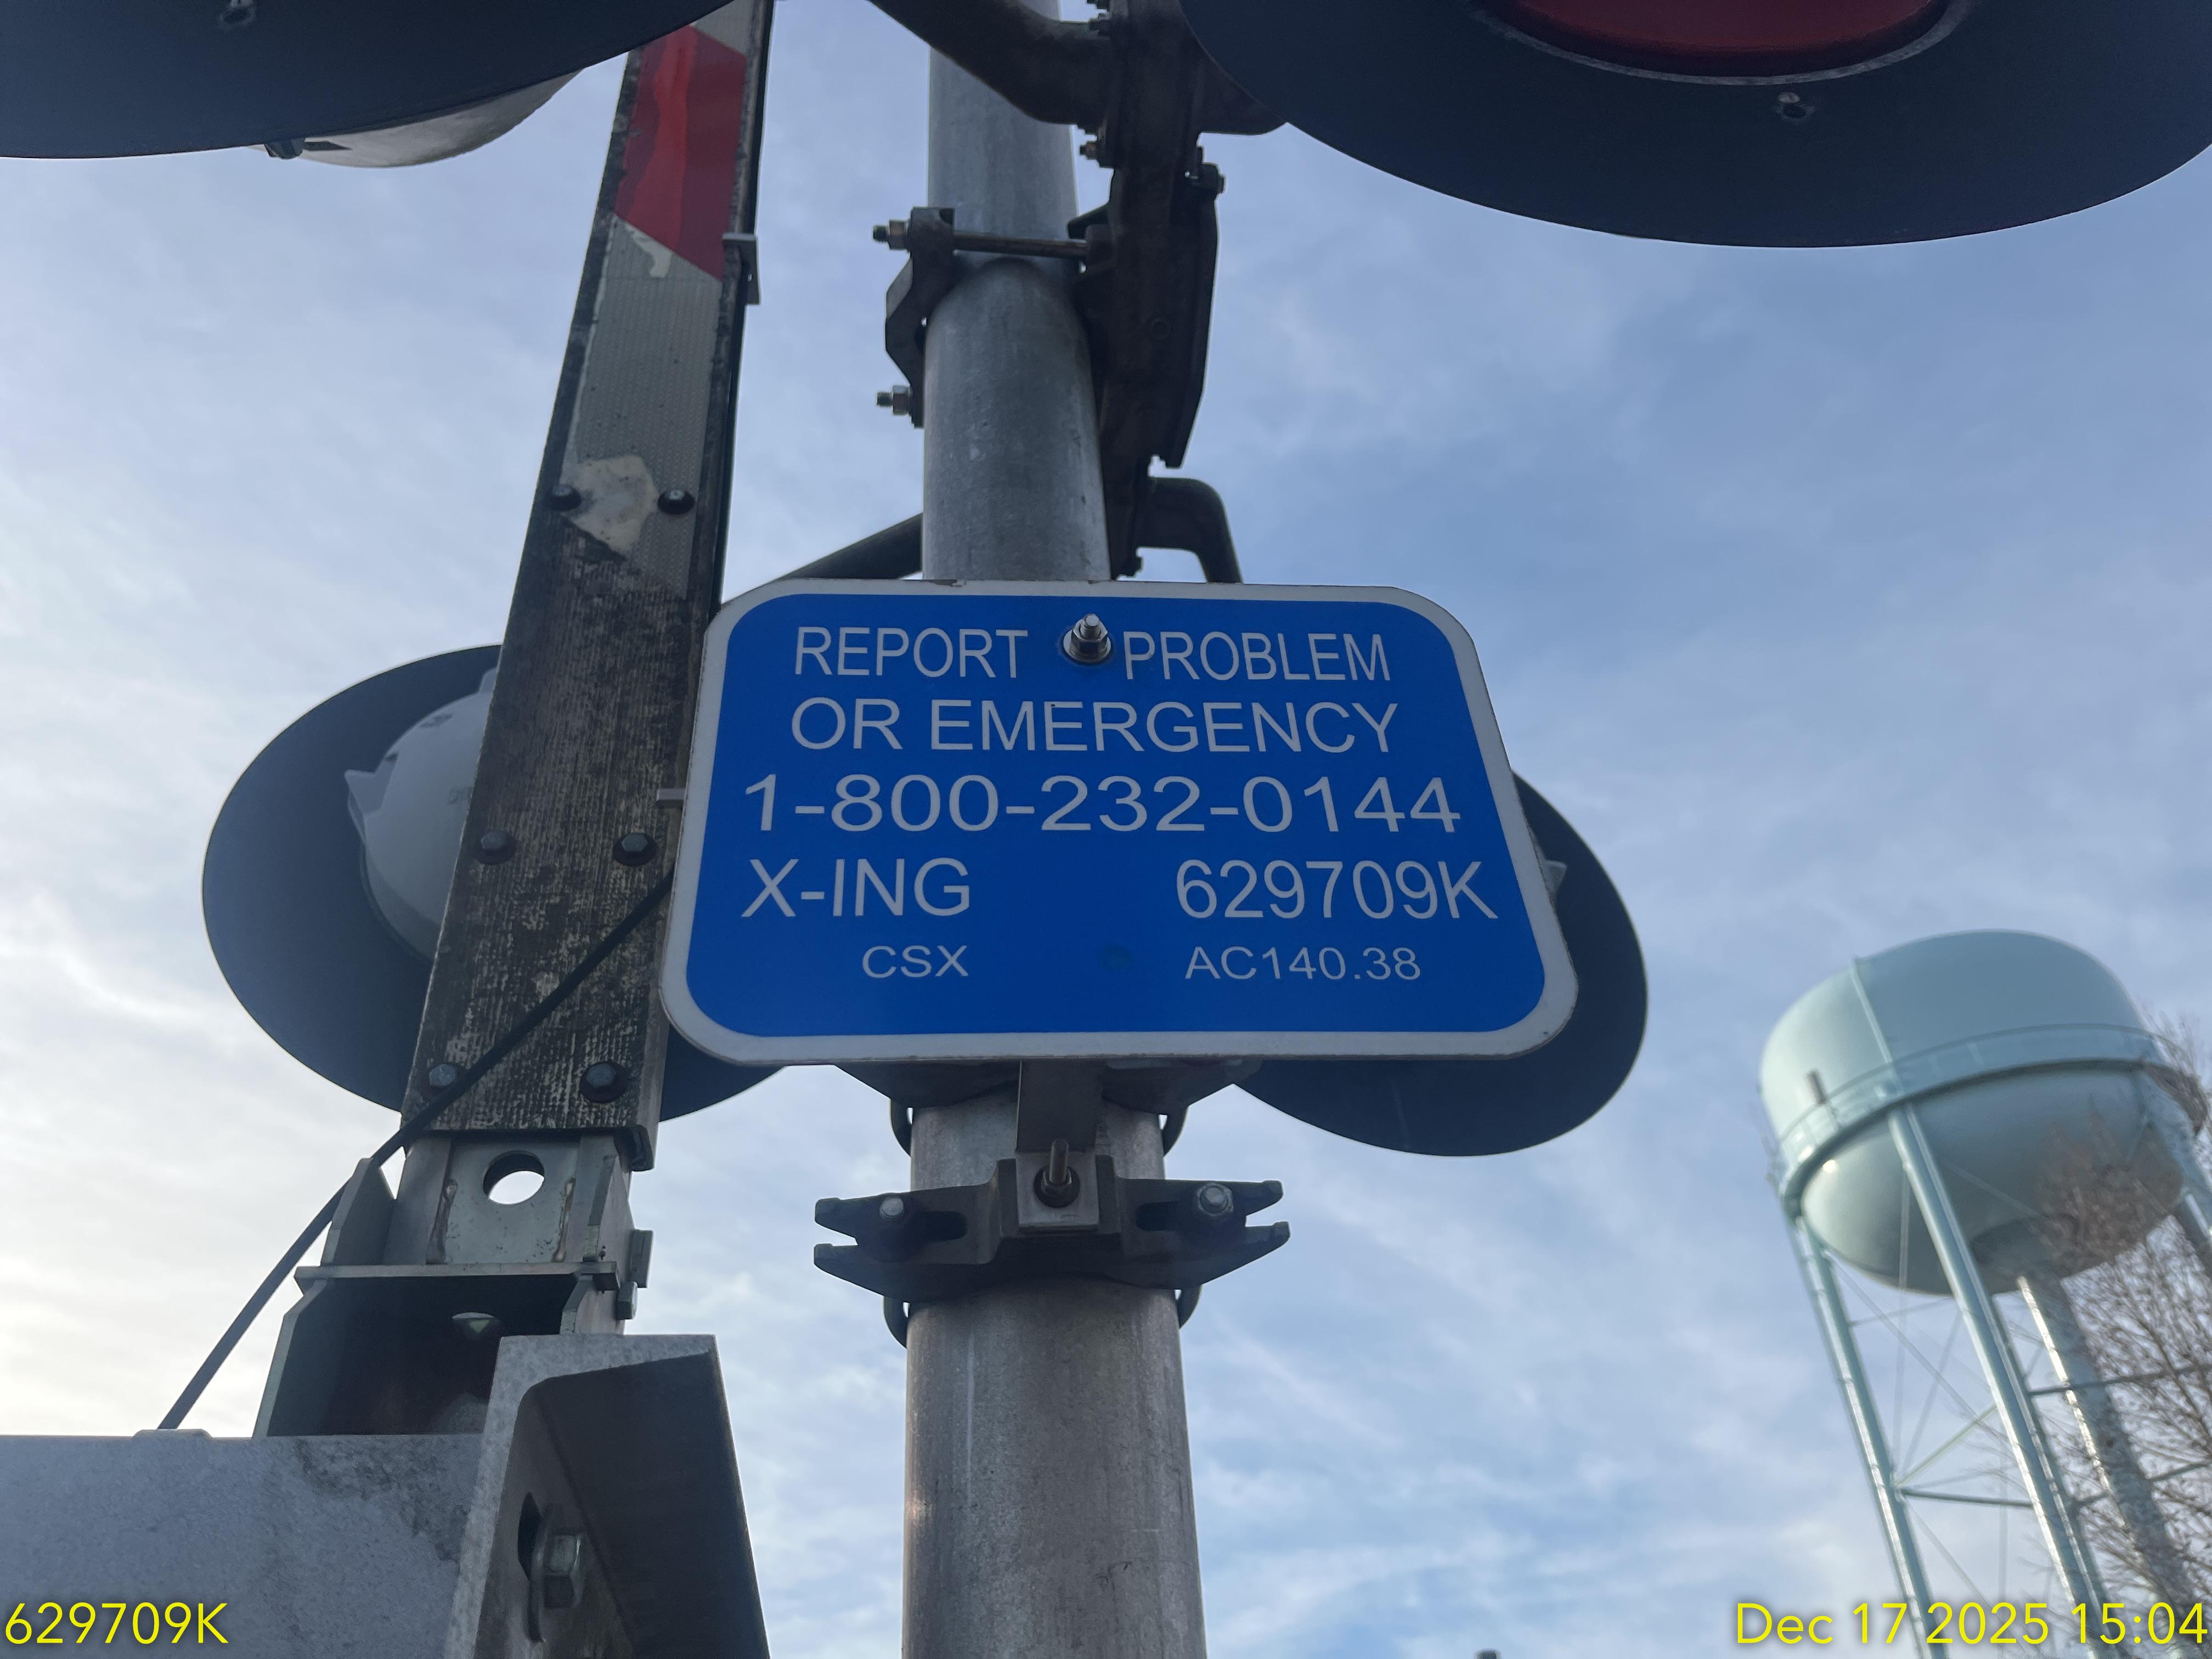 REPORT PROBLEM
OR EMERGENCY
1-800-232-0144
X-ING 629709K
CSX AC140.38
629709K
Dec 17 2025 15:04